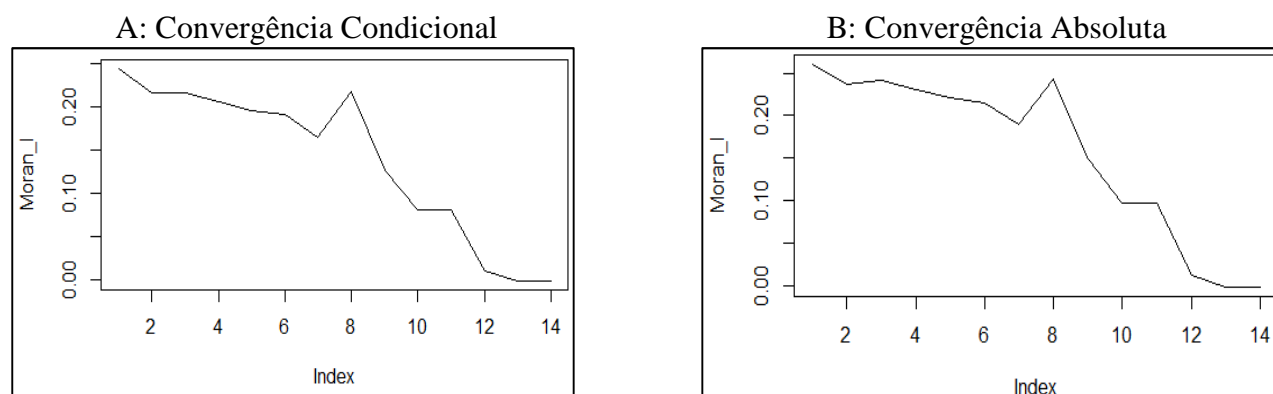 A: Convergência Condicional
Moran_I
0.00 0.10 0.20
2 4 6 8 10 12 14
Index
B: Convergência Absoluta
Moran_I
0.00 0.10 0.20
2 4 6 8 10 12 14
Index